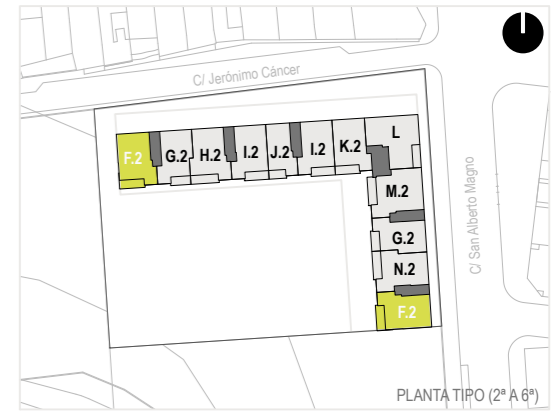 C/ Jerónimo Cáncer
F.2 G.2 H.2 I.2 J.2 I.2 K.2 L
M.2
G.2
N.2
F.2
C/ San Alberto Magno
PLANTA TIPO (2ª A 6ª)